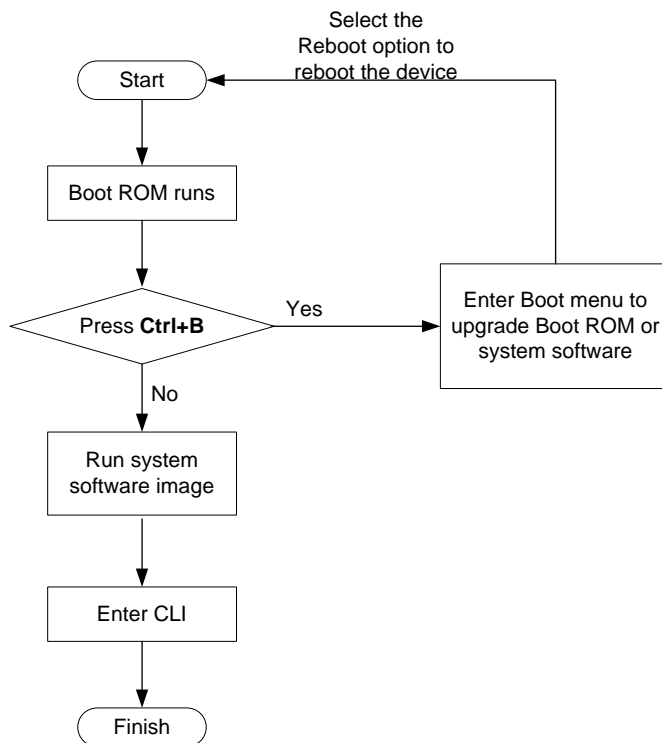 Select the
Reboot option to
reboot the device
Start
Boot ROM runs
Press Ctrl+B
Yes
Enter Boot menu to
upgrade Boot ROM or
system software
No
Run system
software image
Enter CLI
Finish